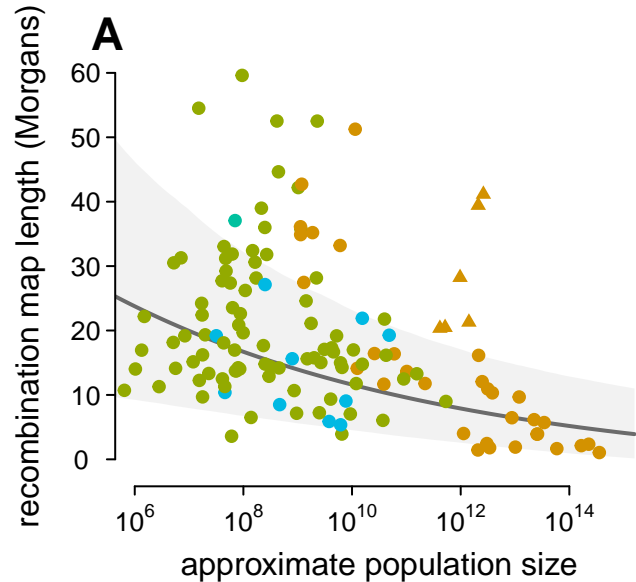 A
recombination map length (Morgans)
60
50
40
30
20
10
0
10^6 10^8 10^10 10^12 10^14
approximate population size